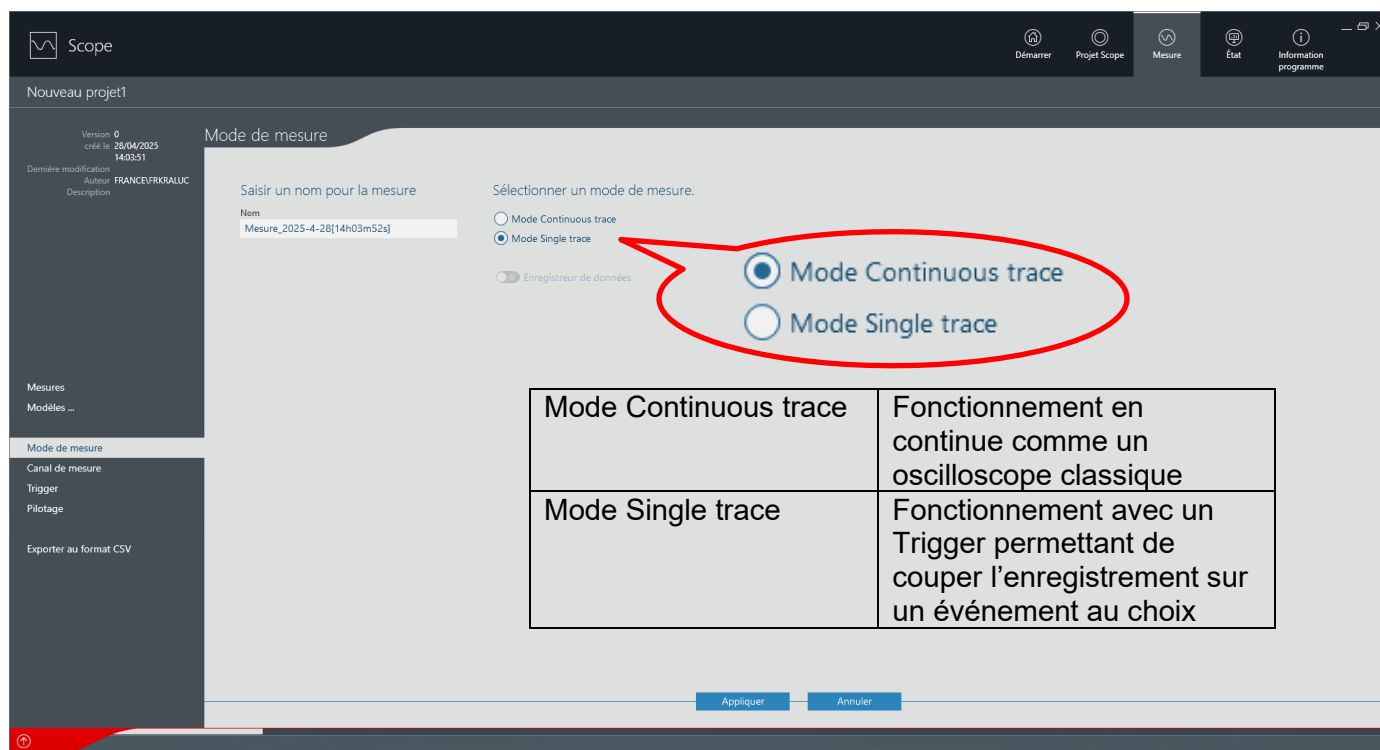 Scope
Démarrer
Projet Scope
Mesure
État
Information
programme
Nouveau projet1
Version 0
créé le 28/04/2025
14:03:51
Dernière modification
Auteur FRANCE\FRKRALUC
Description
Mode de mesure
Saisir un nom pour la mesure
Nom
Mesure_2025-4-28[14h03m52s]
Sélectionner un mode de mesure.
Mode Continuous trace
Mode Single trace
Enregistreur de données
Mode Continuous trace
Mode Single trace
Mode Continuous trace
Fonctionnement en
continue comme un
oscilloscope classique
Mode Single trace
Fonctionnement avec un
Trigger permettant de
couper l’enregistrement sur
un événement au choix
Mesures
Modèles ...
Mode de mesure
Canal de mesure
Trigger
Pilotage
Exporter au format CSV
Appliquer
Annuler